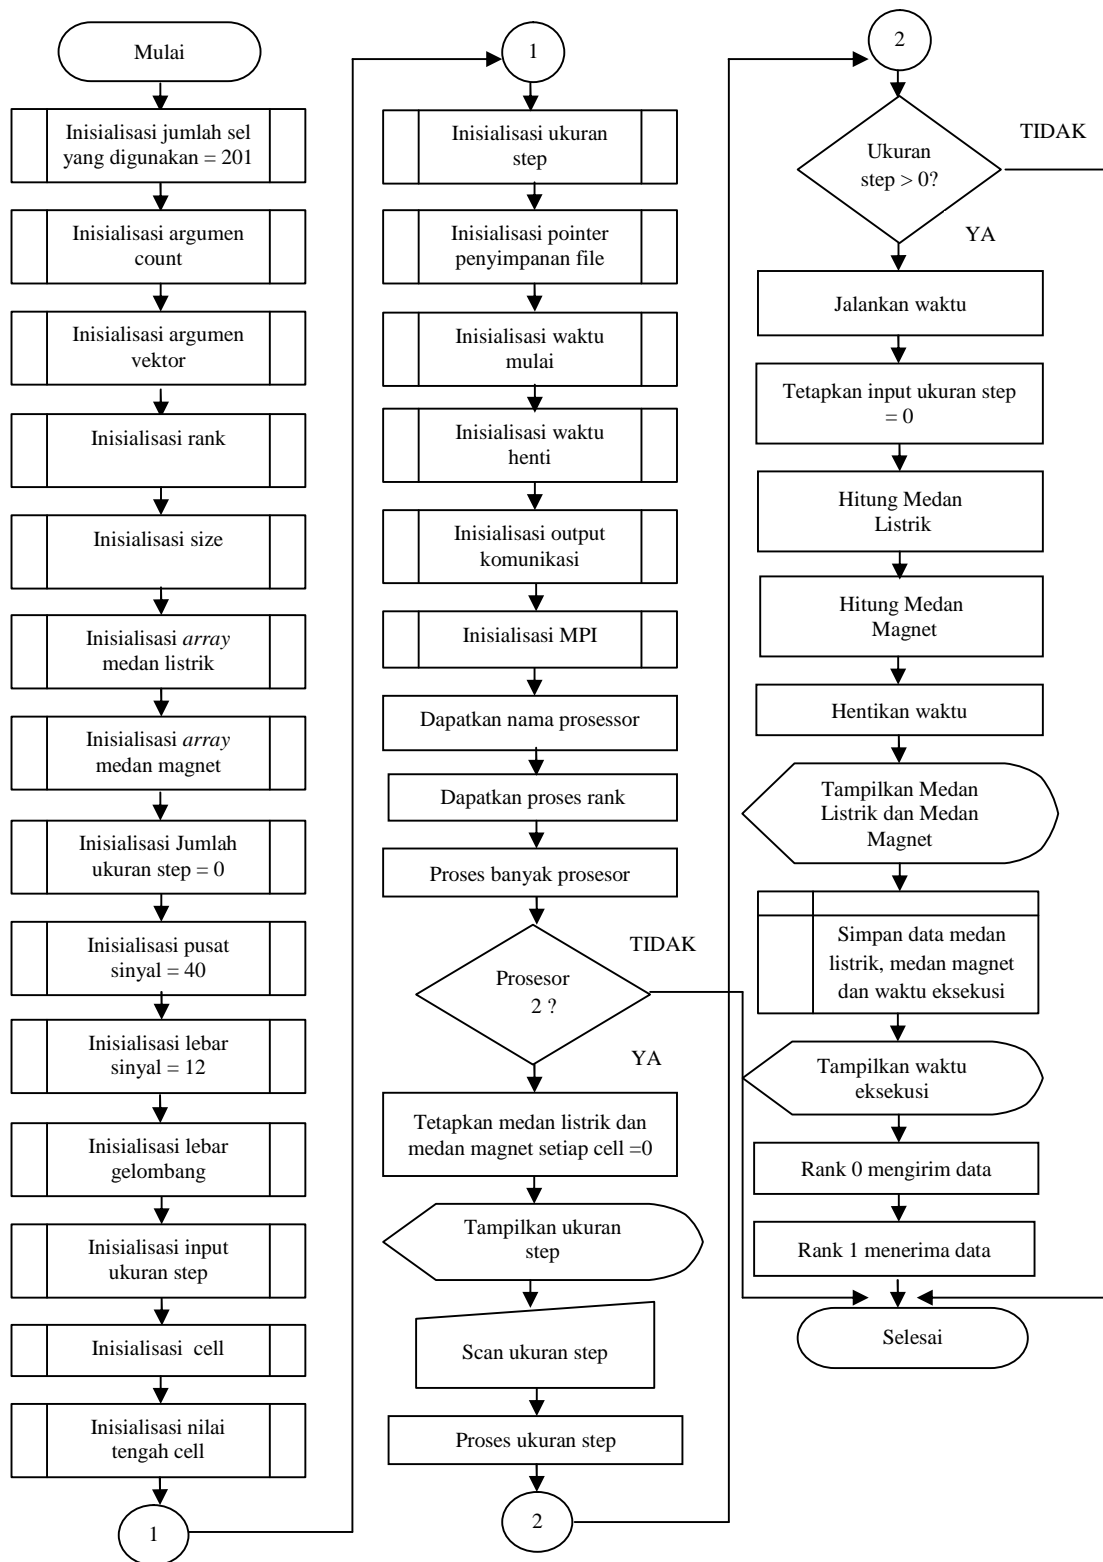 Mulai
Inisialisasi jumlah sel
yang digunakan = 201
Inisialisasi argumen
count
Inisialisasi argumen
vektor
Inisialisasi rank
Inisialisasi size
Inisialisasi array
medan listrik
Inisialisasi array
medan magnet
Inisialisasi Jumlah
ukuran step = 0
Inisialisasi pusat
sinyal = 40
Inisialisasi lebar
sinyal = 12
Inisialisasi lebar
gelombang
Inisialisasi input
ukuran step
Inisialisasi cell
Inisialisasi nilai
tengah cell
1
1
Inisialisasi ukuran
step
Inisialisasi pointer
penyimpanan file
Inisialisasi waktu
mulai
Inisialisasi waktu
henti
Inisialisasi output
komunikasi
Inisialisasi MPI
Dapatkan nama prosessor
Dapatkan proses rank
Proses banyak prosesor
TIDAK
Prosesor
2 ?
YA
Tetapkan medan listrik dan
medan magnet setiap cell =0
Tampilkan ukuran
step
Scan ukuran step
Proses ukuran step
2
2
TIDAK
Ukuran
step > 0?
YA
Jalankan waktu
Tetapkan input ukuran step
= 0
Hitung Medan
Listrik
Hitung Medan
Magnet
Hentikan waktu
Tampilkan Medan
Listrik dan Medan
Magnet
Simpan data medan
listrik, medan magnet
dan waktu eksekusi
Tampilkan waktu
eksekusi
Rank 0 mengirim data
Rank 1 menerima data
Selesai